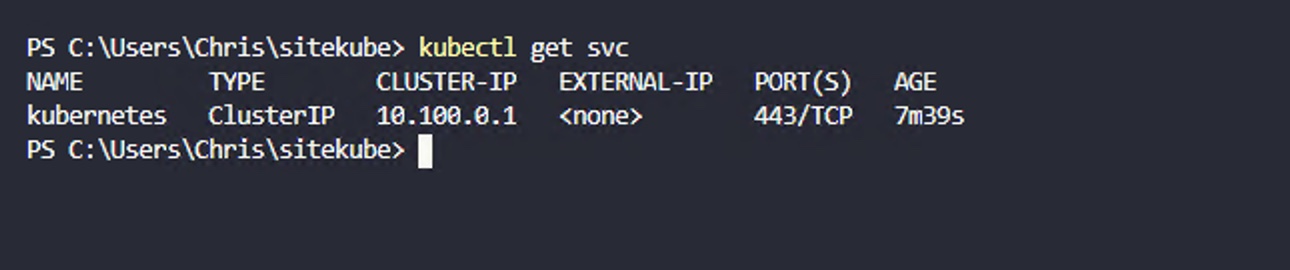 PS C:\Users\Chris\sitekube> kubectl get svc
NAME         TYPE        CLUSTER-IP   EXTERNAL-IP   PORT(S)   AGE
kubernetes   ClusterIP   10.100.0.1   <none>        443/TCP   7m39s
PS C:\Users\Chris\sitekube>